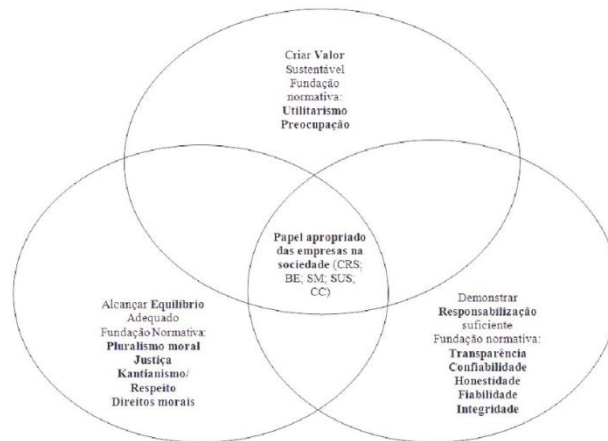 Criar Valor
Sustentável
Fundação
normativa:
Utilitarismo
Preocupação
Papel apropriado
das empresas na
sociedade (CRS;
BE; SM; SUS;
CC)
Alcançar Equilíbrio
Adequado
Fundação Normativa:
Pluralismo moral
Justiça
Kantianismo/
Respeito
Direitos morais
Demonstrar
Responsabilização
suficiente
Fundação normativa:
Transparência
Confiabilidade
Honestidade
Fiabilidade
Integridade